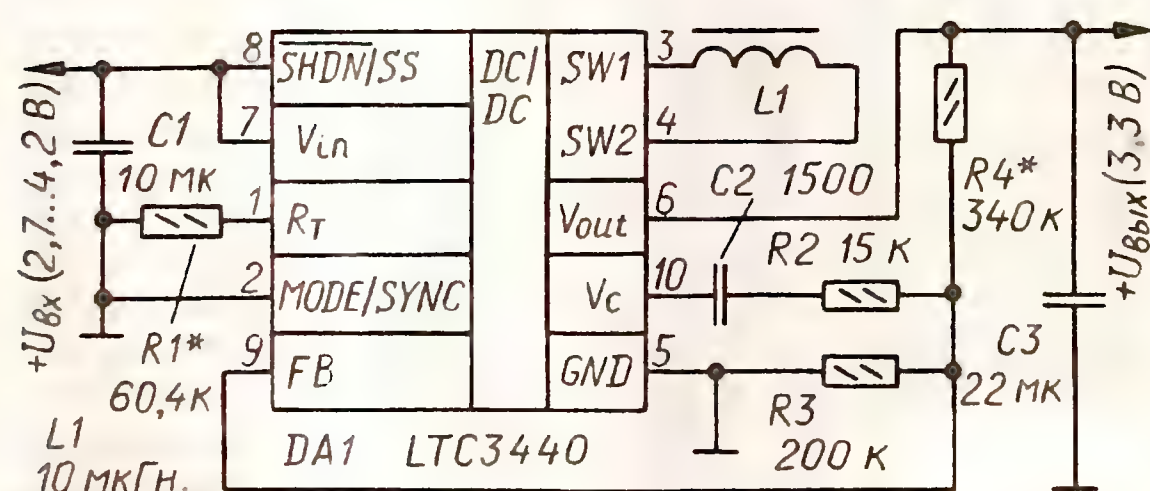 8
SHDN/SS
DC/
DC
SW1
3
L1
7
Vin
SW2
4
+Uвх (2,7...4,2 В)
C1
10 мк
C2 1500
R4*
340 к
+Uвых (3,3 В)
1
RT
Vout
6
R2 15 к
2
MODE/SYNC
Vc
10
R1*
60,4к
9
FB
GND
5
C3
22 мк
R3
200 к
L1
10 мкГн.
DA1 LTC3440